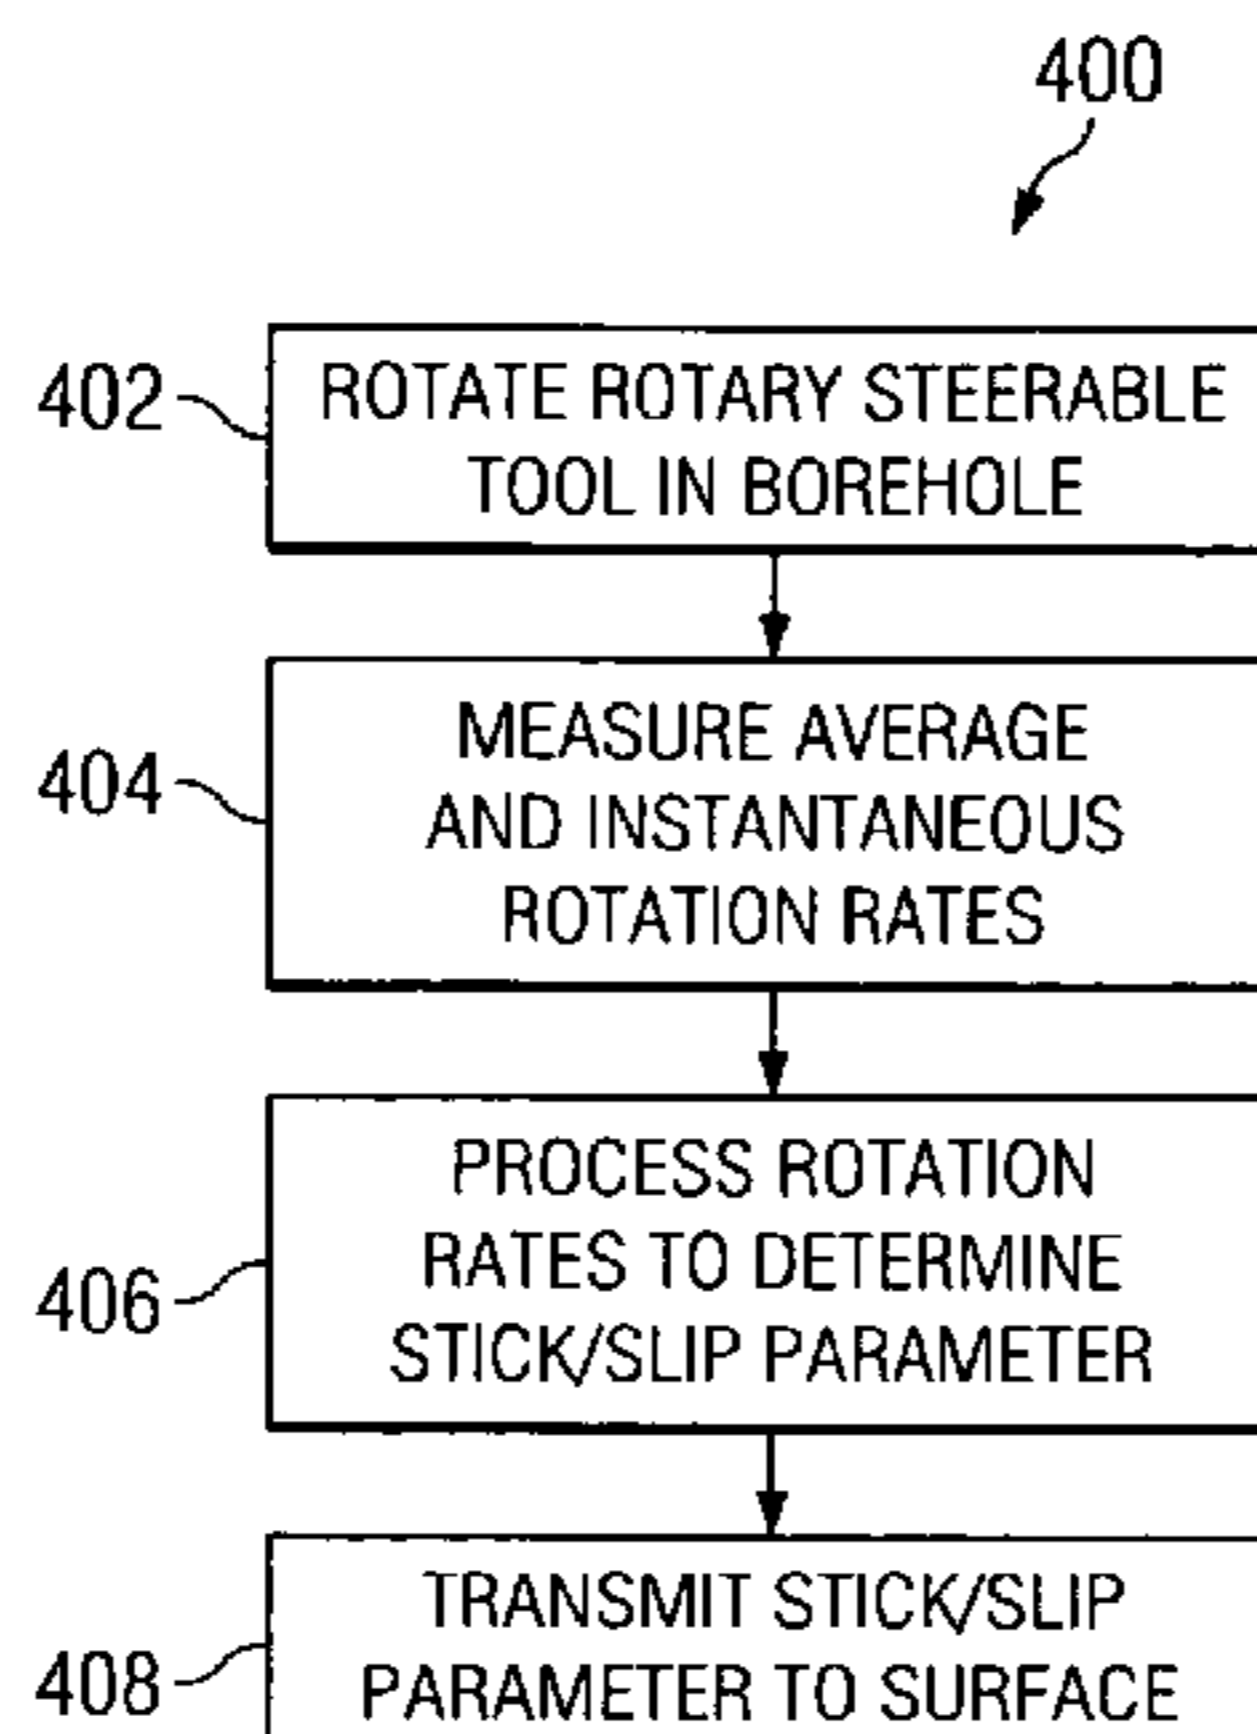 400
402
ROTATE ROTARY STEERABLE
TOOL IN BOREHOLE
404
MEASURE AVERAGE
AND INSTANTANEOUS
ROTATION RATES
406
PROCESS ROTATION
RATES TO DETERMINE
STICK/SLIP PARAMETER
408
TRANSMIT STICK/SLIP
PARAMETER TO SURFACE